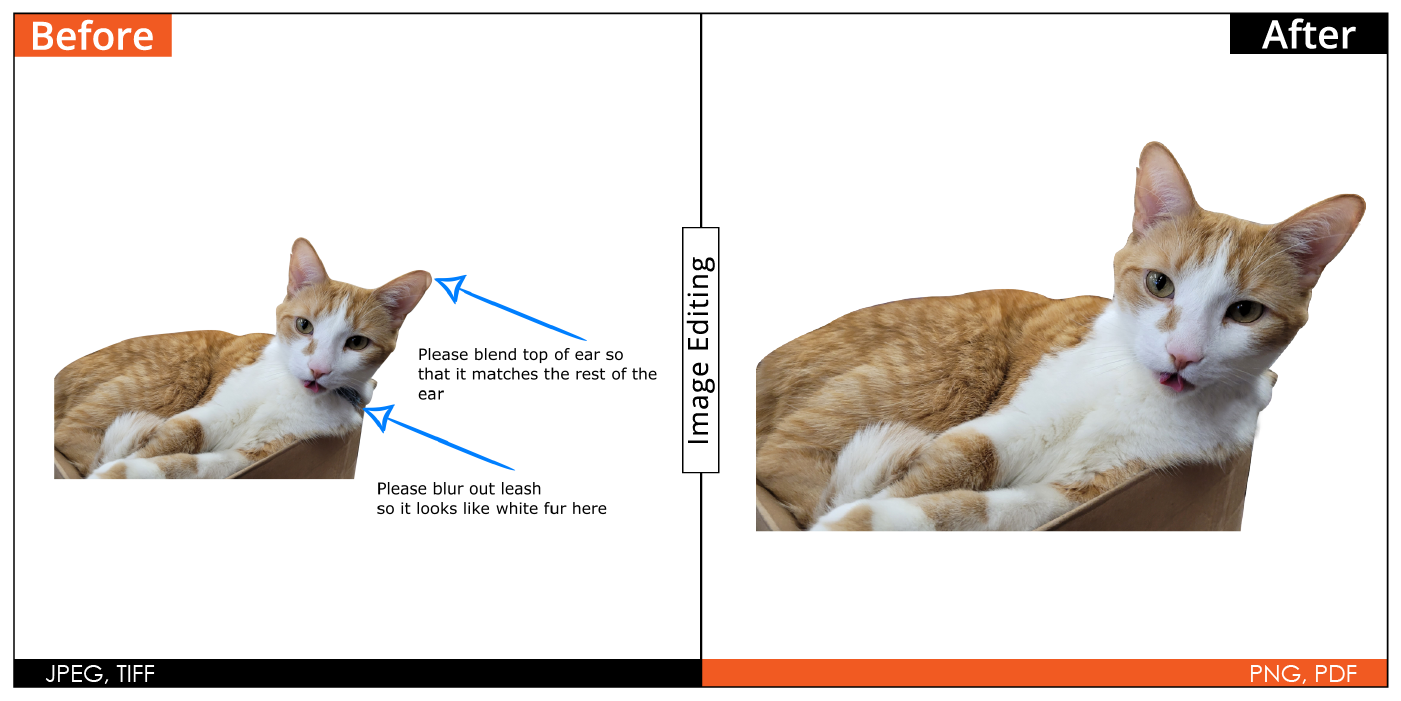 Before
After
Please blend top of ear so
that it matches the rest of the
ear
Please blur out leash
so it looks like white fur here
Image Editing
JPEG, TIFF
PNG, PDF